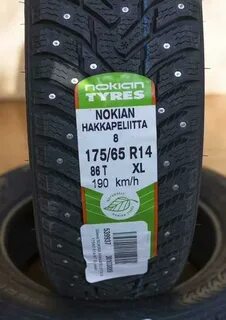 nokian
TYRES
NOKIAN
HAKKAPELIITTA
8
175/65 R14
86 T XL
190 km/h